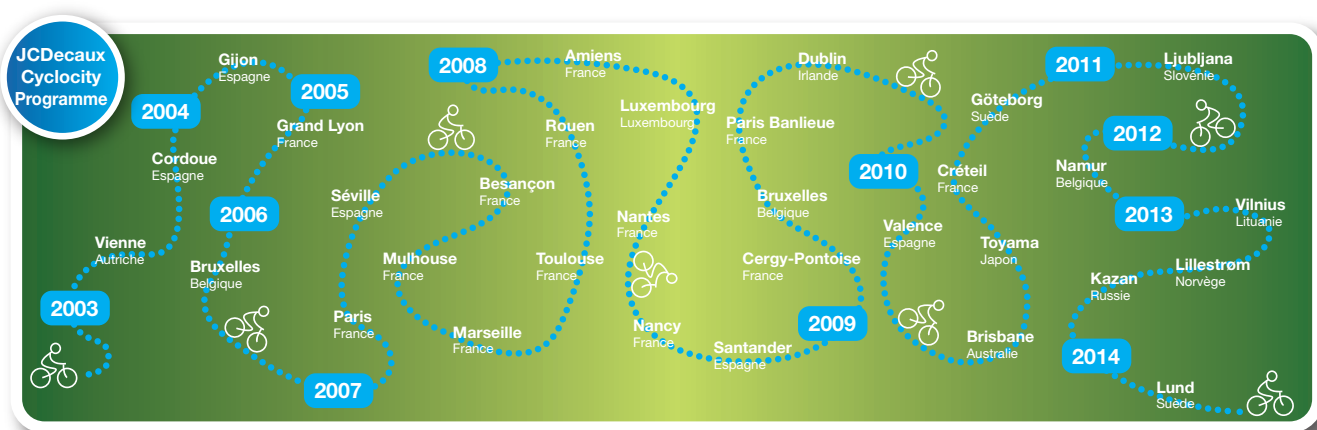 JCDecaux
Cyclocity
Programme
2003
Vienne
Autriche
Cordoue
Espagne
2004
Gijon
Espagne
2005
Grand Lyon
France
2006
Bruxelles
Belgique
2007
Paris
France
Séville
Espagne
Besançon
France
Mulhouse
France
Marseille
France
Toulouse
France
Rouen
France
2008
Amiens
France
Luxembourg
Luxembourg
Nantes
France
Nancy
France
Santander
Espagne
2009
Cergy-Pontoise
France
Bruxelles
Bélgique
Paris Banlieue
France
Dublin
Irlande
2010
Valence
Espagne
Brisbane
Australie
Toyama
Japon
Créteil
France
Göteborg
Suède
2011
Ljubljana
Slovénie
2012
Namur
Belgique
2013
Vilnius
Lituanie
Lillestrøm
Norvège
Kazan
Russie
2014
Lund
Suède